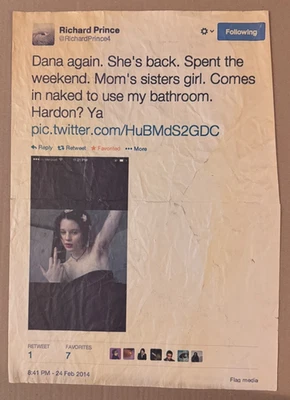 Richard Prince
@RichardPrince4
Following
Dana again. She's back. Spent the
weekend. Mom's sisters girl. Comes
in naked to use my bathroom.
Hardon? Ya
pic.twitter.com/HuBMdS2GDC
Reply Retweet Favorited More
RETWEET
FAVORITES
1
7
8:41 PM - 24 Feb 2014
Flag media